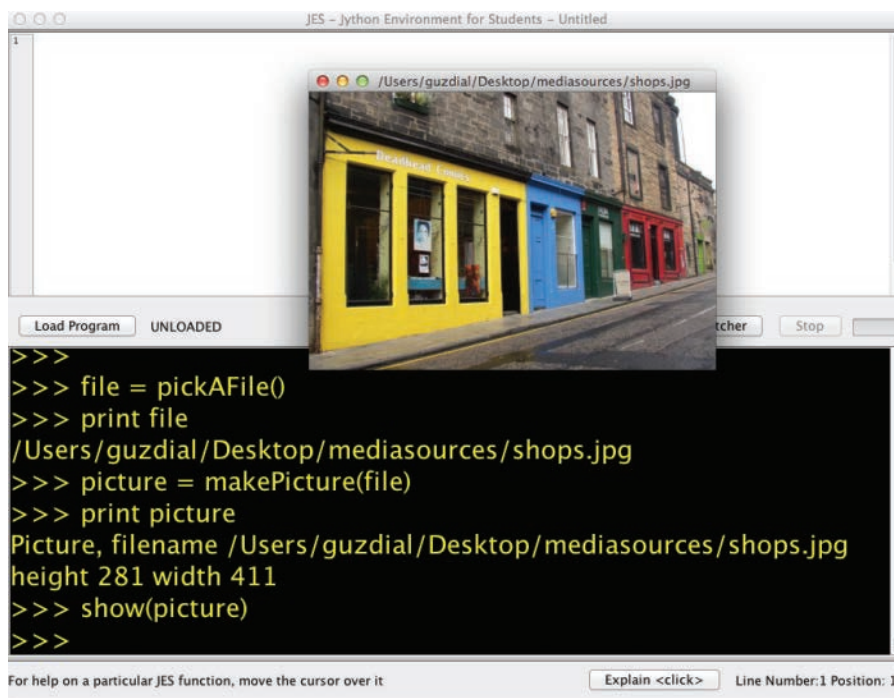 JES – Jython Environment for Students – Untitled
1
/Users/guzdial/Desktop/mediasources/shops.jpg
Deadhead Comics
Load Program UNLOADED tcher Stop
>>>
>>> file = pickAFile()
>>> print file
/Users/guzdial/Desktop/mediasources/shops.jpg
>>> picture = makePicture(file)
>>> print picture
Picture, filename /Users/guzdial/Desktop/mediasources/shops.jpg
height 281 width 411
>>> show(picture)
>>>
For help on a particular JES function, move the cursor over it Explain <click> Line Number:1 Position: 1